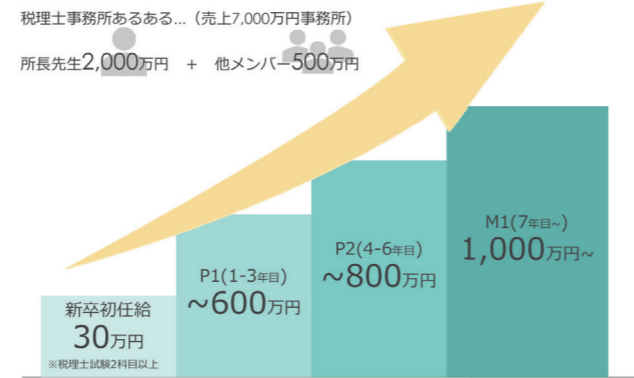 税理士事務所あるある…（売上7,000万円事務所）
所長先生2,000万円　+　他メンバー500万円
M1(7年目~)
1,000万円~
P2(4-6年目)
~800万円
P1(1-3年目)
~600万円
新卒初任給
30万円
※税理士試験2科目以上